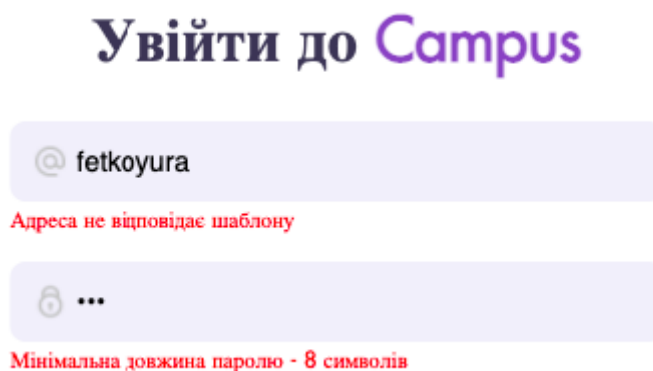 Увійти до Campus
@ fetkoyura
Адреса не відповідає шаблону
•••
Мінімальна довжина паролю - 8 символів